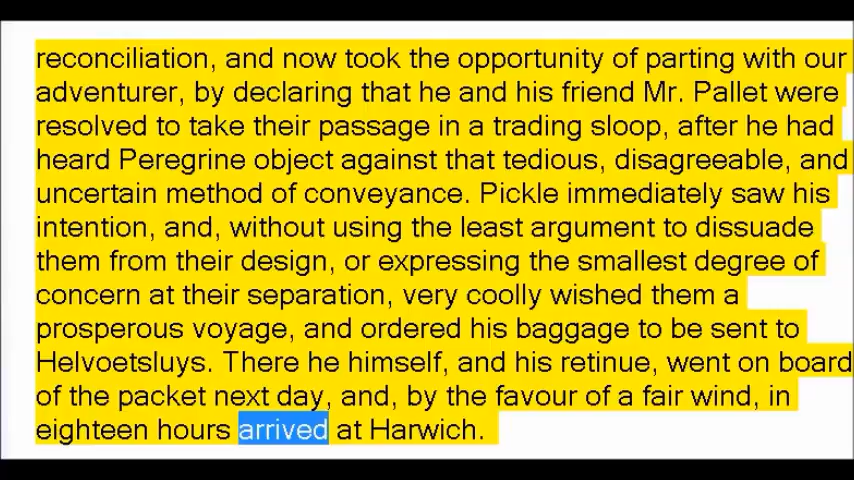 reconciliation, and now took the opportunity of parting with our
adventurer, by declaring that he and his friend Mr. Pallet were
resolved to take their passage in a trading sloop, after he had
heard Peregrine object against that tedious, disagreeable, and
uncertain method of conveyance. Pickle immediately saw his
intention, and, without using the least argument to dissuade
them from their design, or expressing the smallest degree of
concern at their separation, very coolly wished them a
prosperous voyage, and ordered his baggage to be sent to
Helvoetsluys. There he himself, and his retinue, went on board
of the packet next day, and, by the favour of a fair wind, in
eighteen hours arrived at Harwich.